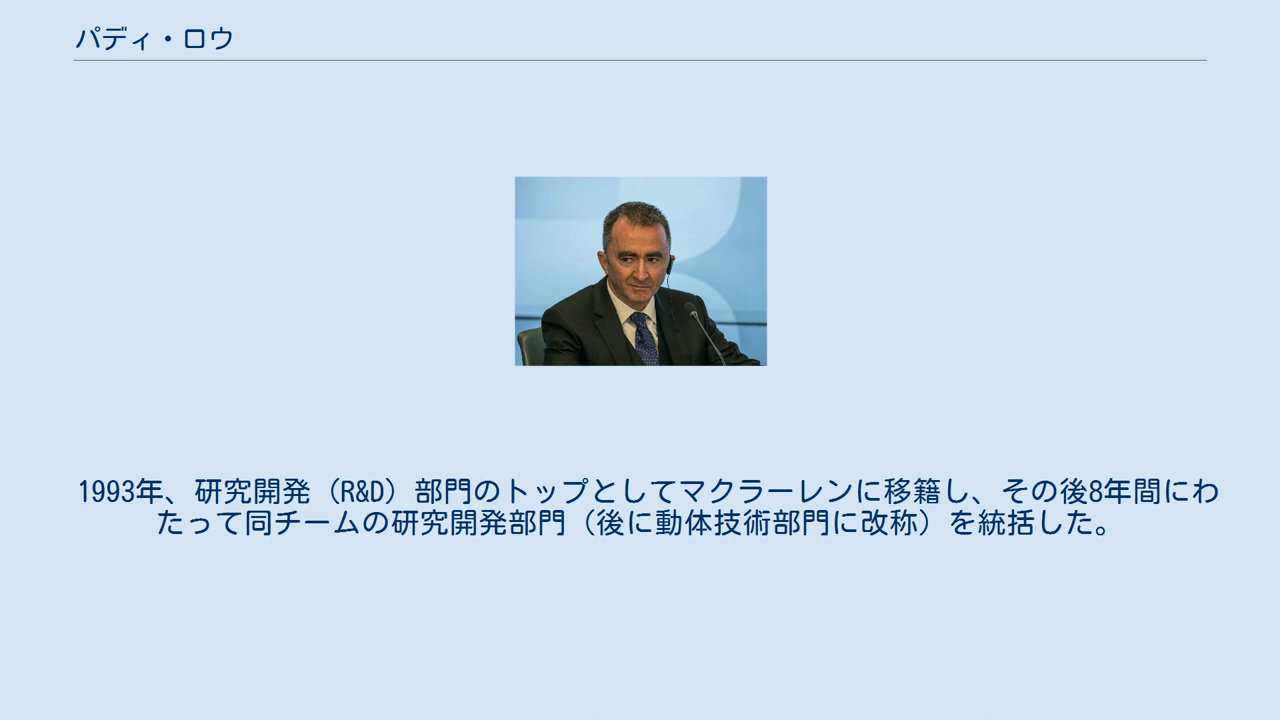 パディ・ロウ
1993年、研究開発（R&D）部門のトップとしてマクラーレンに移籍し、その後8年間にわ
たって同チームの研究開発部門（後に動体技術部門に改称）を統括した。